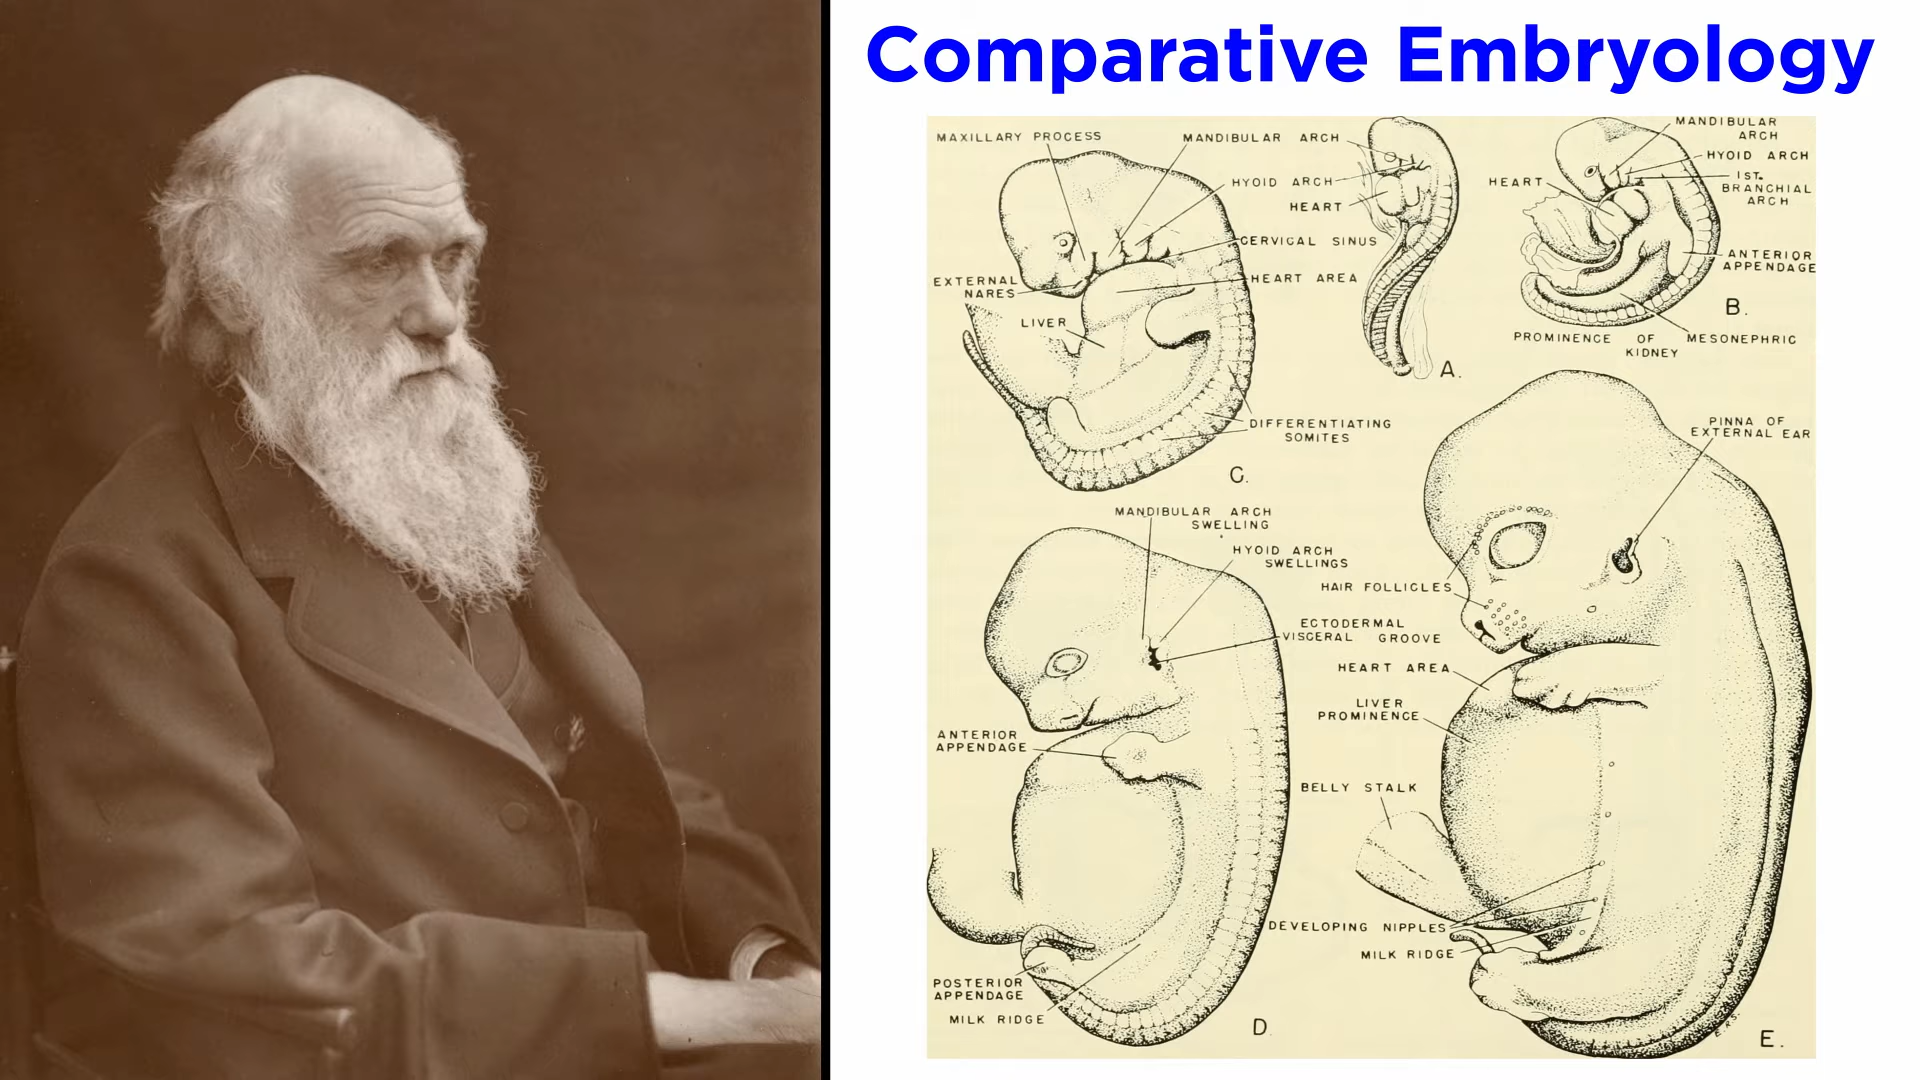 Comparative Embryology
MAXILLARY PROCESS
MANDIBULAR ARCH
HYOID ARCH
HEART
CERVICAL SINUS
HEART AREA
EXTERNAL
NARES
LIVER
DIFFERENTIATING
SOMITES
C.
A.
MANDIBULAR
ARCH
HYOID ARCH
1ST.
BRANCHIAL
ARCH
HEART
ANTERIOR
APPENDAGE
B.
PROMINENCE OF MESONEPHRIC
KIDNEY
MANDIBULAR ARCH
SWELLING
HYOID ARCH
SWELLINGS
ECTODERMAL
VISCERAL GROOVE
ANTERIOR
APPENDAGE
POSTERIOR
APPENDAGE
MILK RIDGE
D.
PINNA OF
EXTERNAL EAR
HAIR FOLLICLES
HEART AREA
LIVER
PROMINENCE
BELLY STALK
DEVELOPING NIPPLES
MILK RIDGE
E.